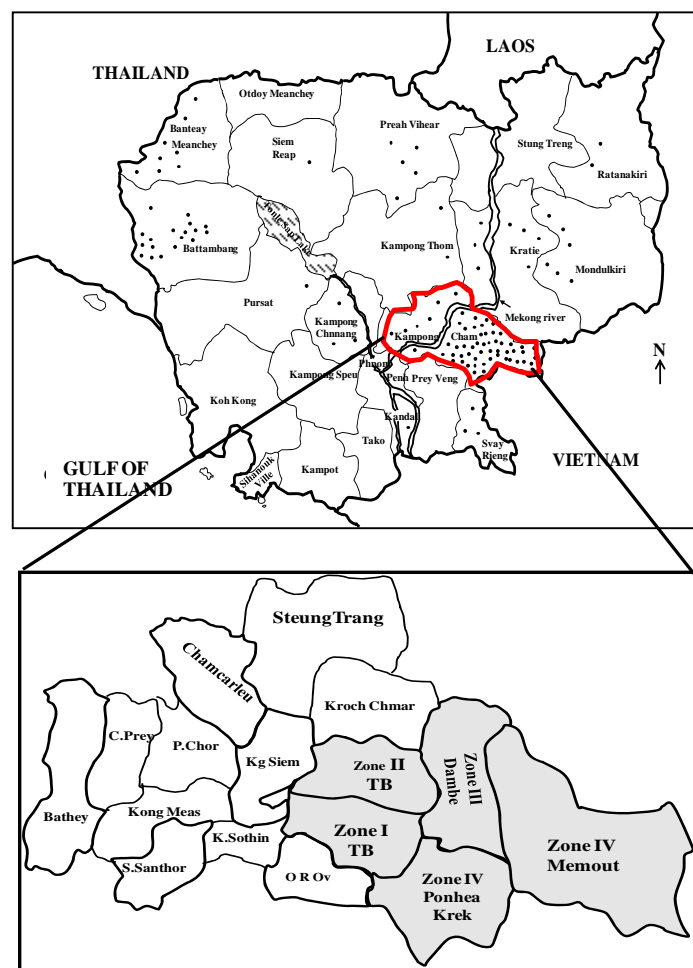 LAOS
THAILAND
Otdoy Meanchey
Banteay
Meanchey
Siem
Reap
Preah Vihear
Stung Treng
Ratanakiri
Tonle Sap Lake
Battambang
Kampong Thom
Kratie
Mondulkiri
Pursat
Kampong
Chnnang
Mekong river
Kampong
Cham
Phnom
Penh
Prey Veng
Kampong Speu
Koh Kong
Kandal
Tako
Svay
Rieng
N
VIETNAM
GULF OF
THAILAND
Sihanouk
Ville
Kampot
Steung Trang
Chamcarleu
Kroch Chmar
C.Prey
P.Chor
Kg Siem
Zone II
TB
Zone III
Dambe
Bathey
Kong Meas
K.Sothin
Zone I
TB
Zone IV
Memout
S.Santhor
O R Ov
Zone IV
Ponhea
Krek